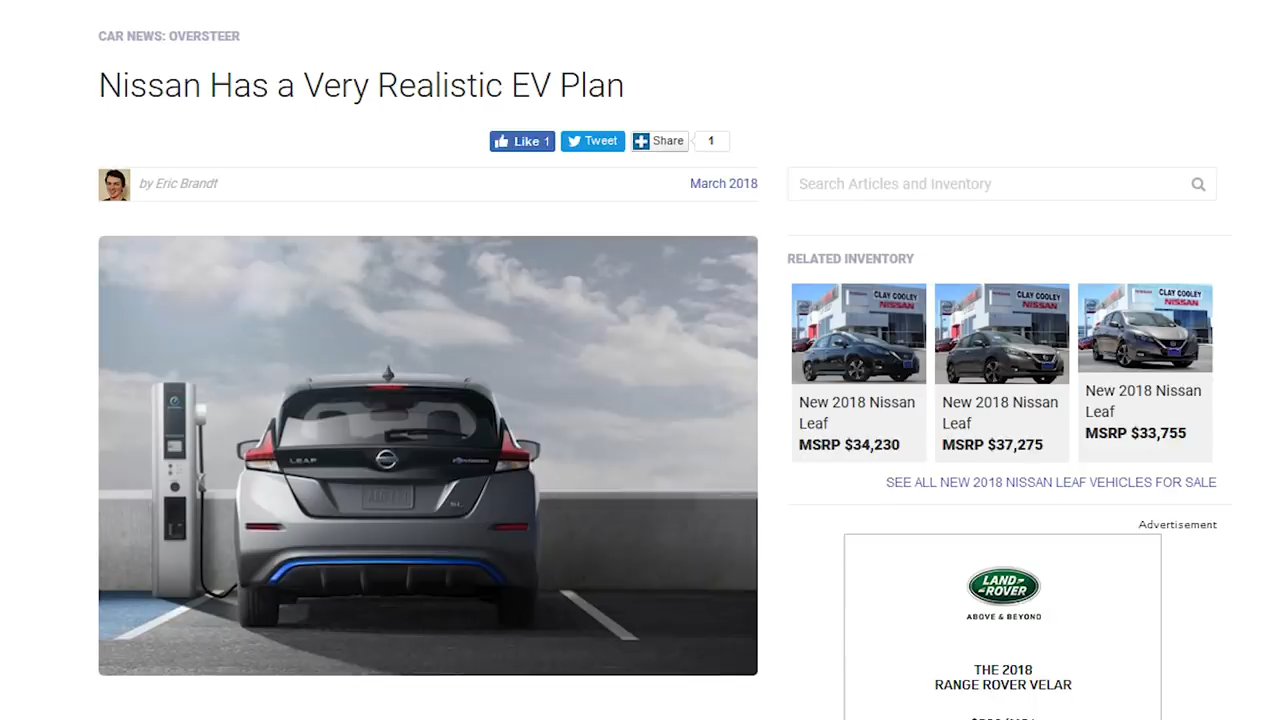 CAR NEWS: OVERSTEER
Nissan Has a Very Realistic EV Plan
Like 1
Tweet
Share
1
by Eric Brandt
March 2018
Search Articles and Inventory
LEAF
RELATED INVENTORY
CLAY COOLEY
NISSAN
CLAY COOLEY
NISSAN
CLAY COOLEY
NISSAN
New 2018 Nissan
Leaf
MSRP $34,230
New 2018 Nissan
Leaf
MSRP $37,275
New 2018 Nissan
Leaf
MSRP $33,755
SEE ALL NEW 2018 NISSAN LEAF VEHICLES FOR SALE
Advertisement
LAND-
-ROVER
ABOVE & BEYOND
THE 2018
RANGE ROVER VELAR